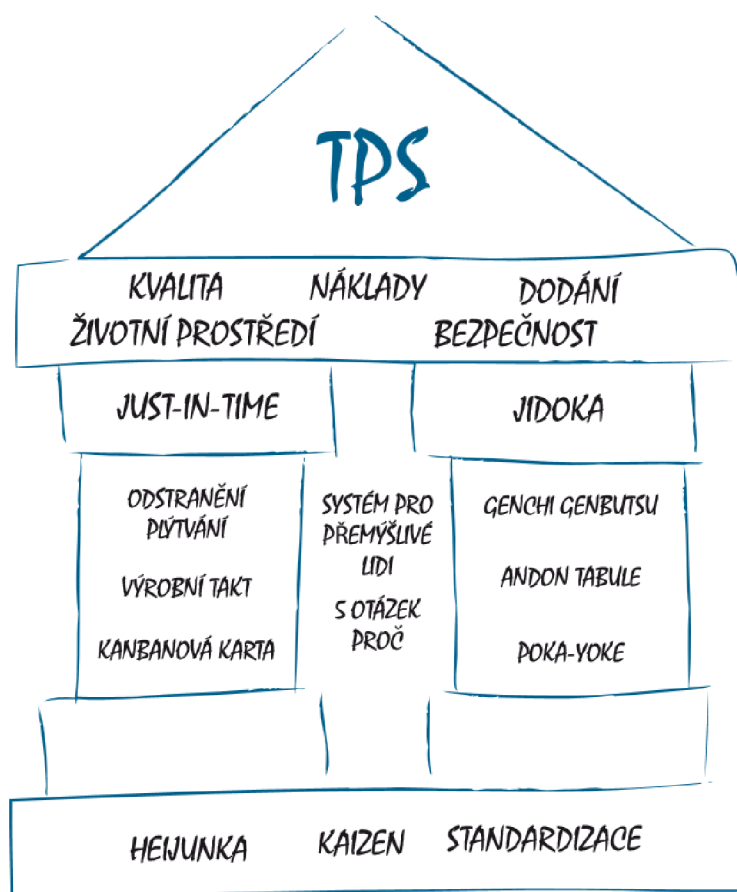 TPS
KVALITA NÁKLADY DODÁNÍ
ŽIVOTNÍ PROSTŘEDÍ BEZPEČNOST
JUST-IN-TIME
JIDOKA
ODSTRANĚNÍ
PLÝTVÁNÍ
VÝROBNÍ TAKT
KANBANOVÁ KARTA
SYSTÉM PRO
PŘEMÝŠLIVÉ
LIDI
5 OTÁZEK
PROČ
GENCHI GENBUTSU
ANDON TABULE
POKA-YOKE
HEIJUNKA KAIZEN STANDARDIZACE